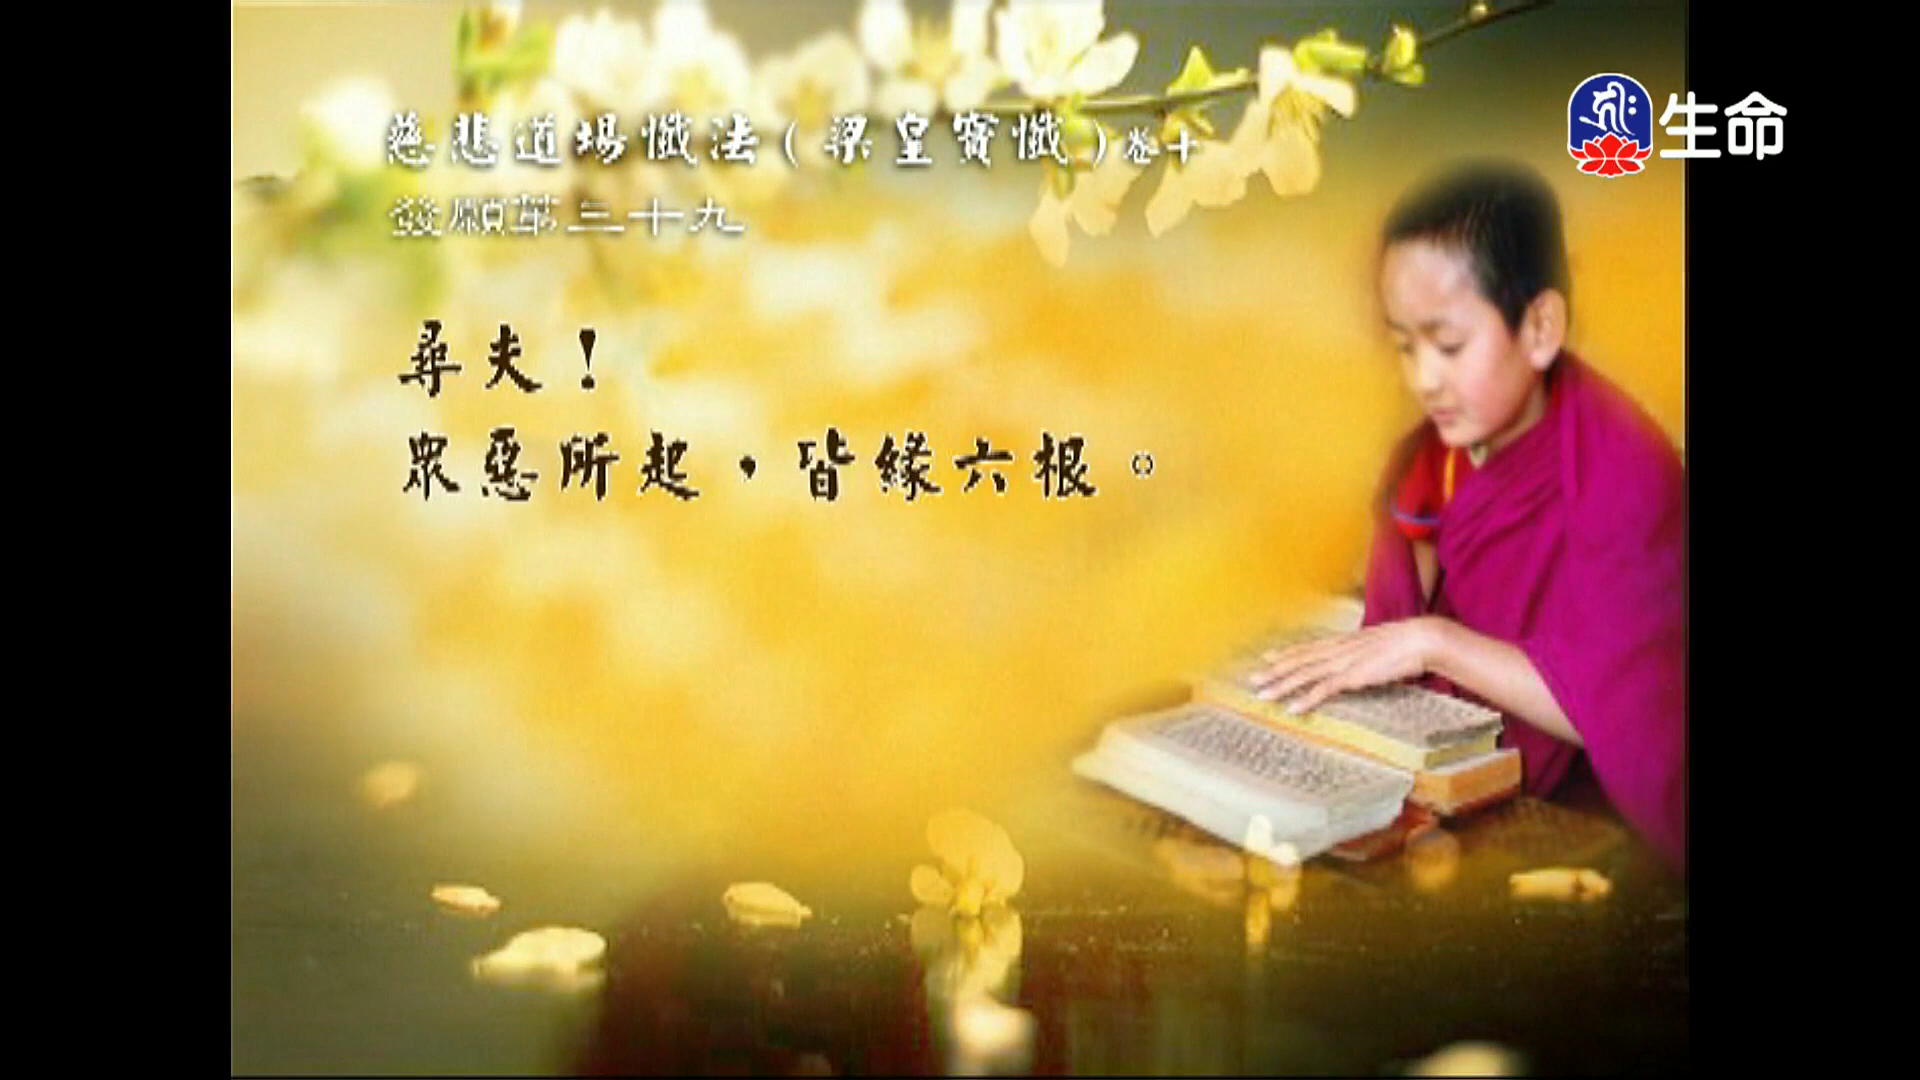 慈悲道場懺法(梁皇寶懺)卷十
發願第三十九
尋夫！
眾惡所起，皆緣六根。
生命